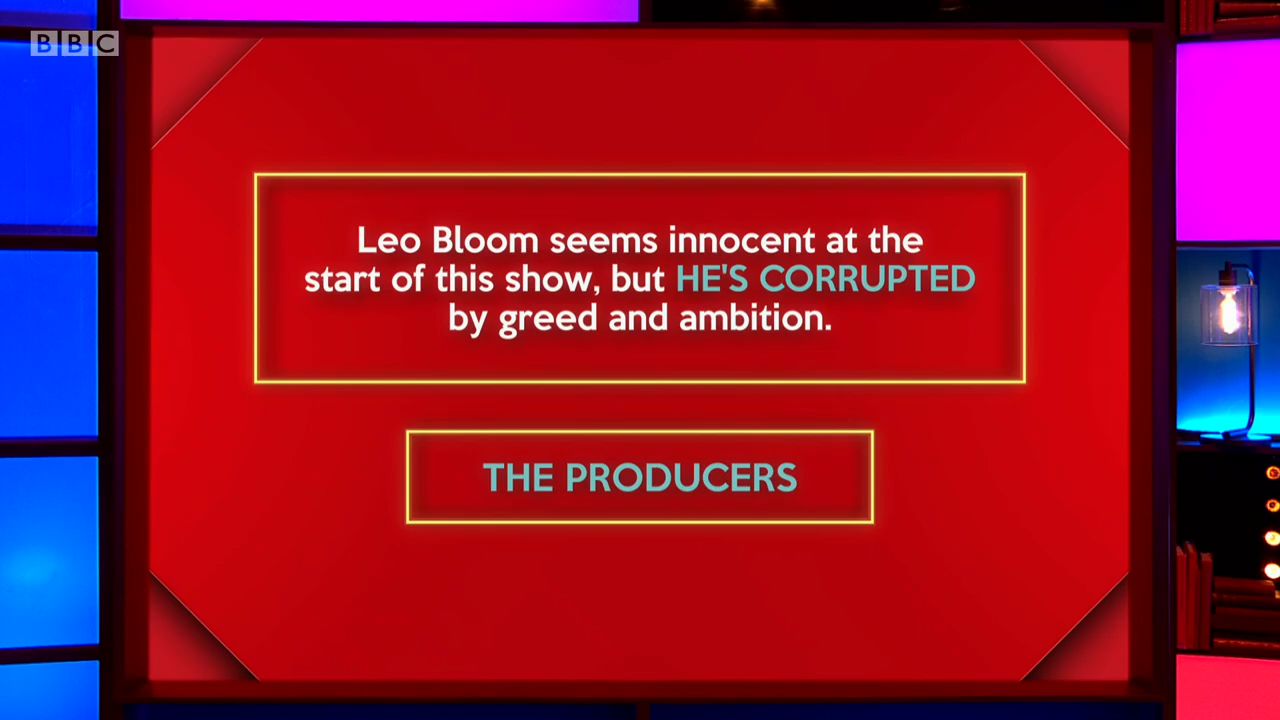 BBC
Leo Bloom seems innocent at the
start of this show, but HE'S CORRUPTED
by greed and ambition.
THE PRODUCERS